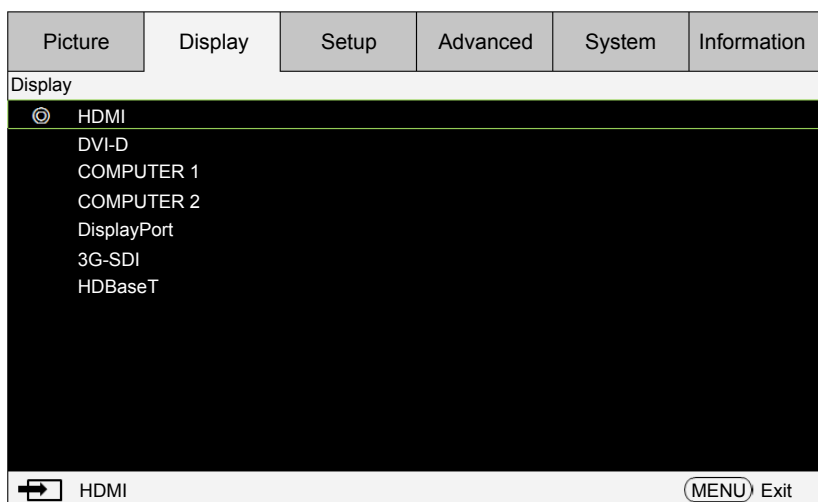 Picture Display Setup Advanced System Information
Display
HDMI
DVI-D
COMPUTER 1
COMPUTER 2
DisplayPort
3G-SDI
HDBaseT
HDMI MENU Exit